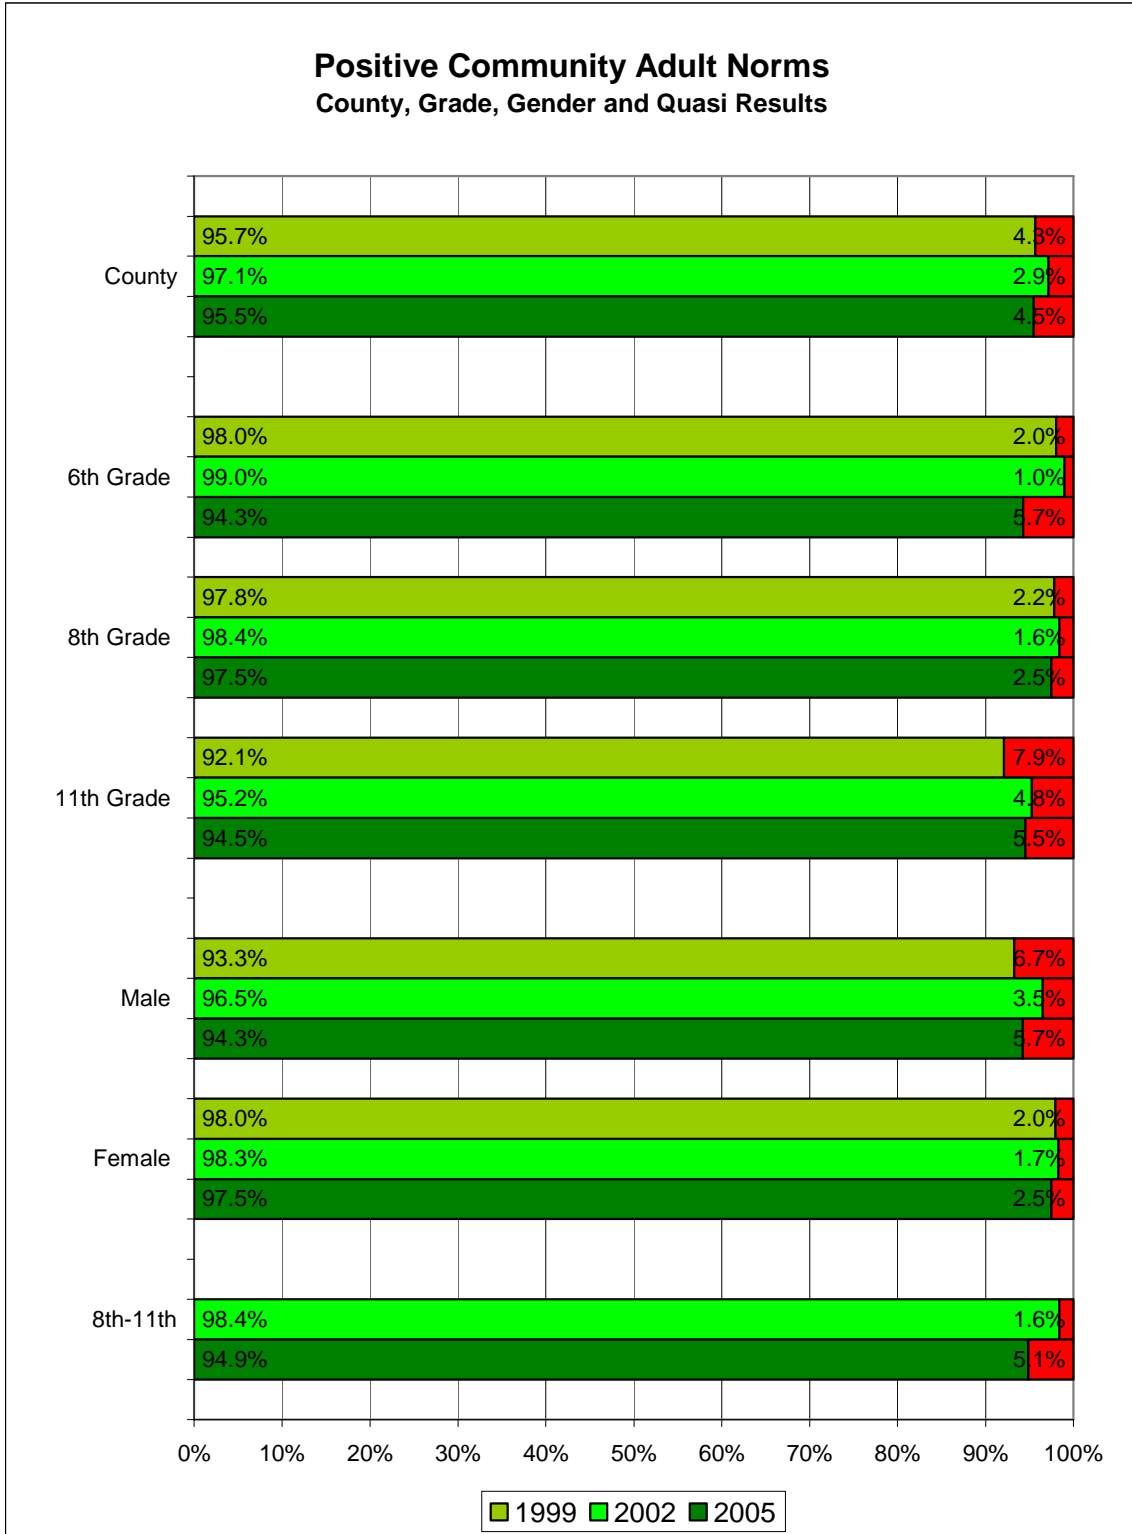 Positive Community Adult Norms
County, Grade, Gender and Quasi Results
95.7% 4.3%
County 97.1% 2.9%
95.5% 4.5%
98.0% 2.0%
6th Grade 99.0% 1.0%
94.3% 5.7%
97.8% 2.2%
8th Grade 98.4% 1.6%
97.5% 2.5%
92.1% 7.9%
11th Grade 95.2% 4.8%
94.5% 5.5%
93.3% 6.7%
Male 96.5% 3.5%
94.3% 5.7%
98.0% 2.0%
Female 98.3% 1.7%
97.5% 2.5%
8th-11th 98.4% 1.6%
94.9% 5.1%
0% 10% 20% 30% 40% 50% 60% 70% 80% 90% 100%
1999 2002 2005